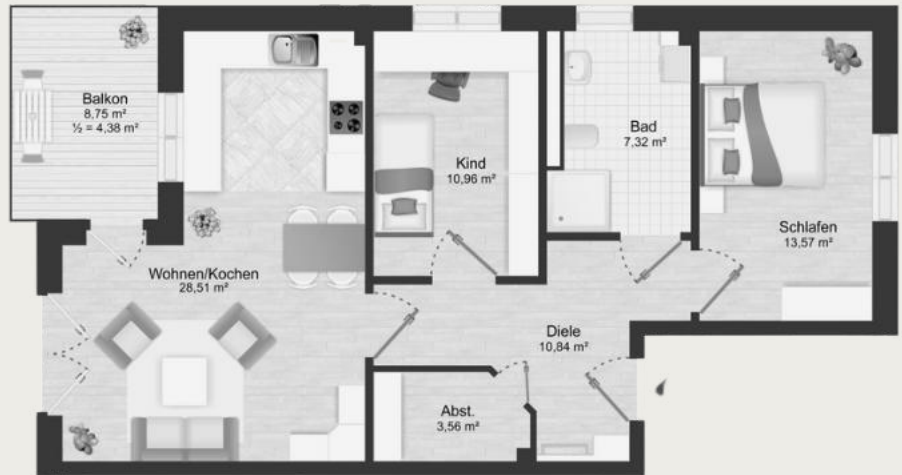 Balkon
8,75 m²
½ = 4,38 m²
Kind
10,96 m²
Bad
7,32 m²
Schlafen
13,57 m²
Wohnen/Kochen
28,51 m²
Diele
10,84 m²
Abst.
3,56 m²